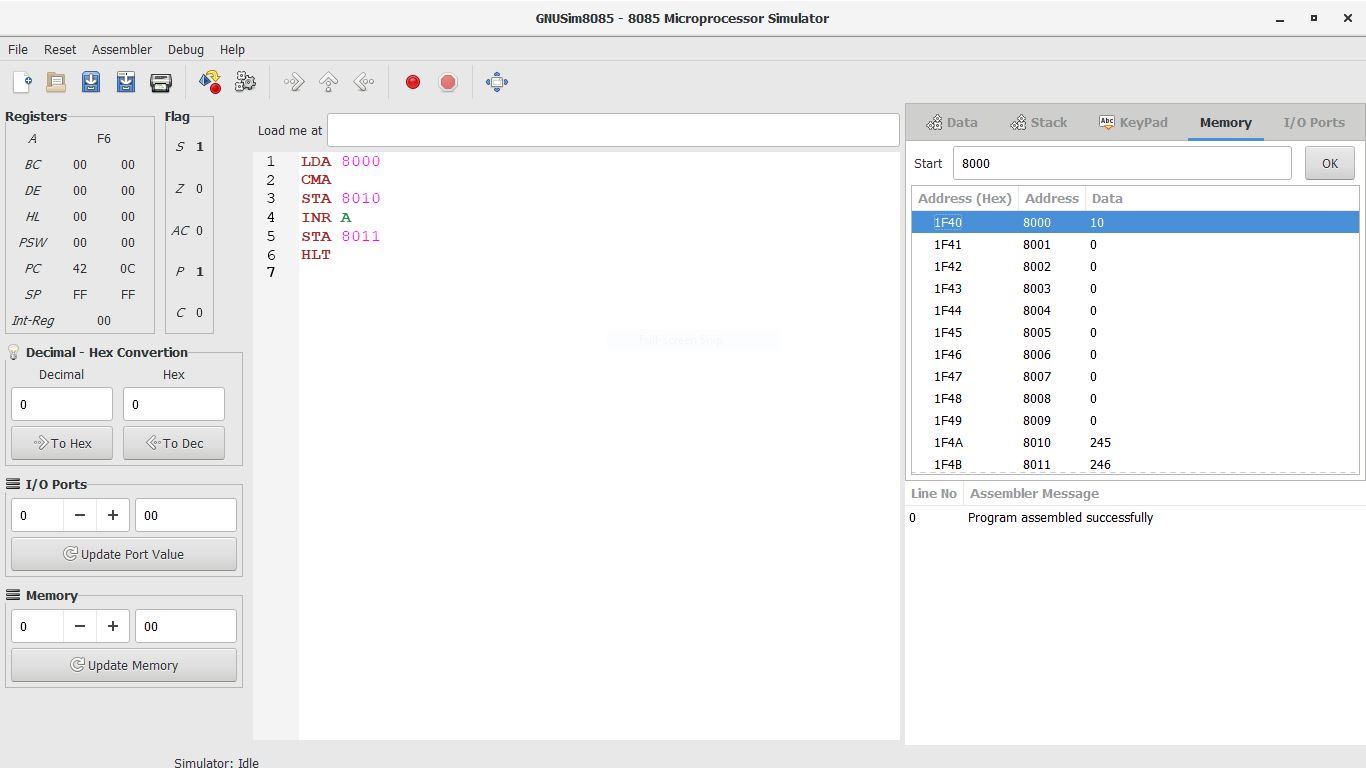 GNUSim8085 - 8085 Microprocessor Simulator
File Reset Assembler Debug Help
Registers
A F6
BC 00 00
DE 00 00
HL 00 00
PSW 00 00
PC 42 0C
SP FF FF
Int-Reg 00
Flag
S 1
Z 0
AC 0
P 1
C 0
Decimal - Hex Convertion
Decimal Hex
0 0
To Hex To Dec
I/O Ports
0 − + 00
Update Port Value
Memory
0 − + 00
Update Memory
Load me at
1 LDA 8000
2 CMA
3 STA 8010
4 INR A
5 STA 8011
6 HLT
7
Full-screen Snip
Data Stack Abc KeyPad Memory I/O Ports
Start 8000 OK
Address (Hex) Address Data
1F40 8000 10
1F41 8001 0
1F42 8002 0
1F43 8003 0
1F44 8004 0
1F45 8005 0
1F46 8006 0
1F47 8007 0
1F48 8008 0
1F49 8009 0
1F4A 8010 245
1F4B 8011 246
Line No Assembler Message
0 Program assembled successfully
Simulator: Idle